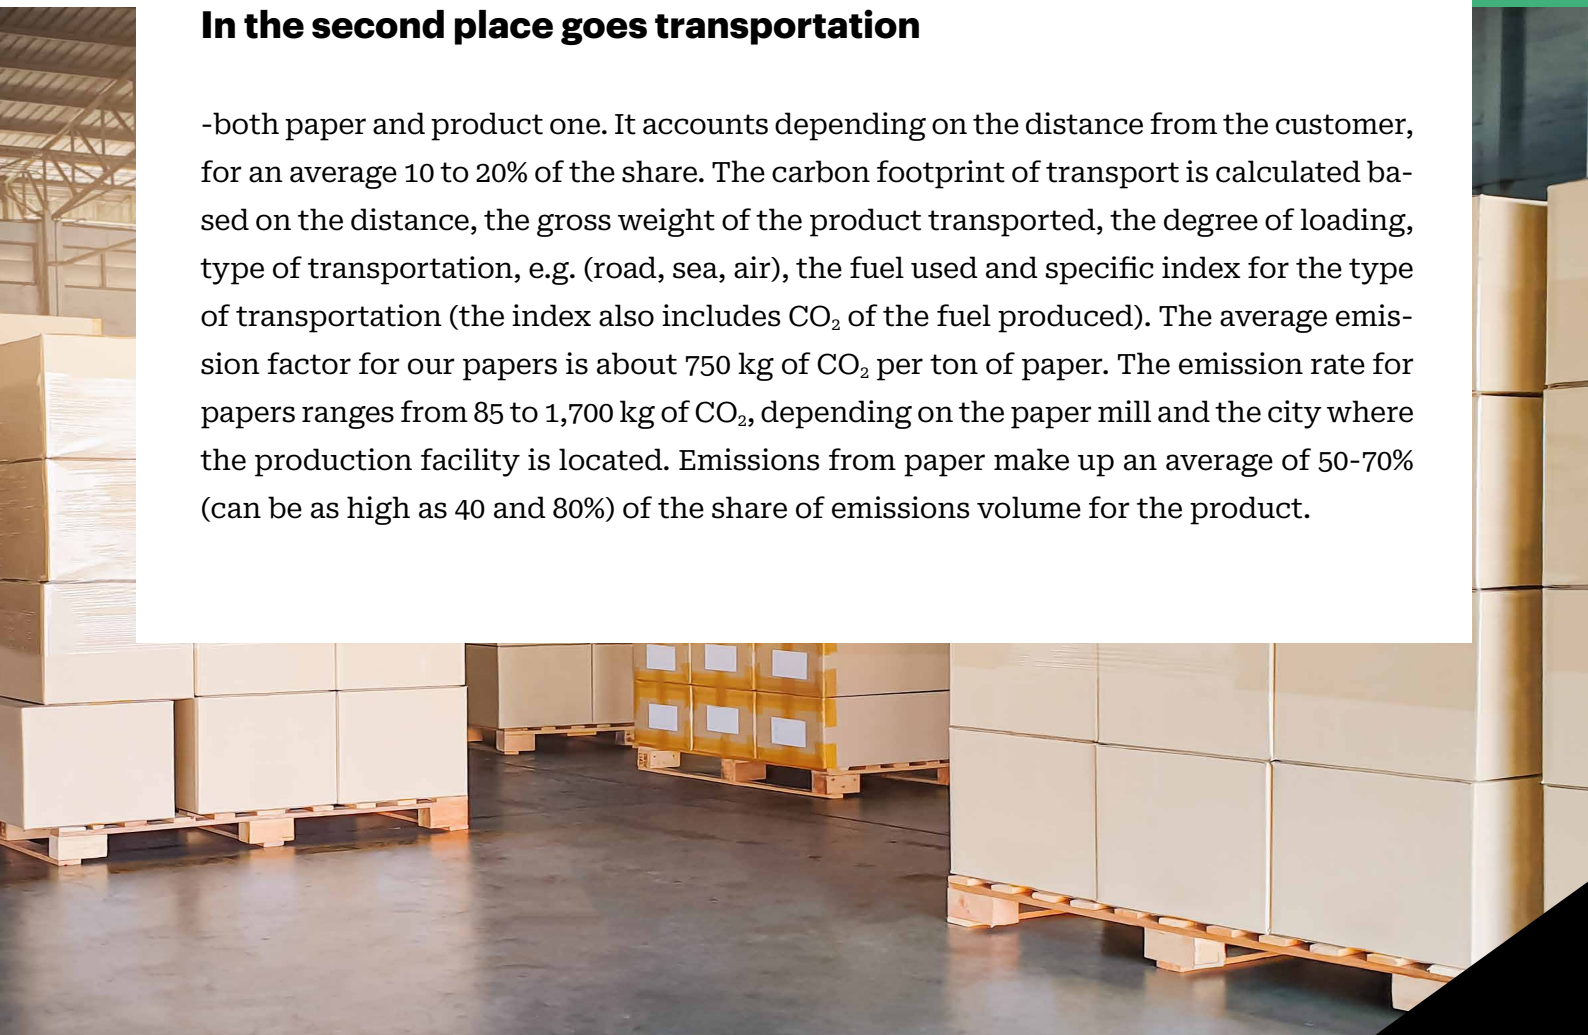 In the second place goes transportation
-both paper and product one. It accounts depending on the distance from the customer,
for an average 10 to 20% of the share. The carbon footprint of transport is calculated ba-
sed on the distance, the gross weight of the product transported, the degree of loading,
type of transportation, e.g. (road, sea, air), the fuel used and specific index for the type
of transportation (the index also includes CO₂ of the fuel produced). The average emis-
sion factor for our papers is about 750 kg of CO₂ per ton of paper. The emission rate for
papers ranges from 85 to 1,700 kg of CO₂, depending on the paper mill and the city where
the production facility is located. Emissions from paper make up an average of 50-70%
(can be as high as 40 and 80%) of the share of emissions volume for the product.